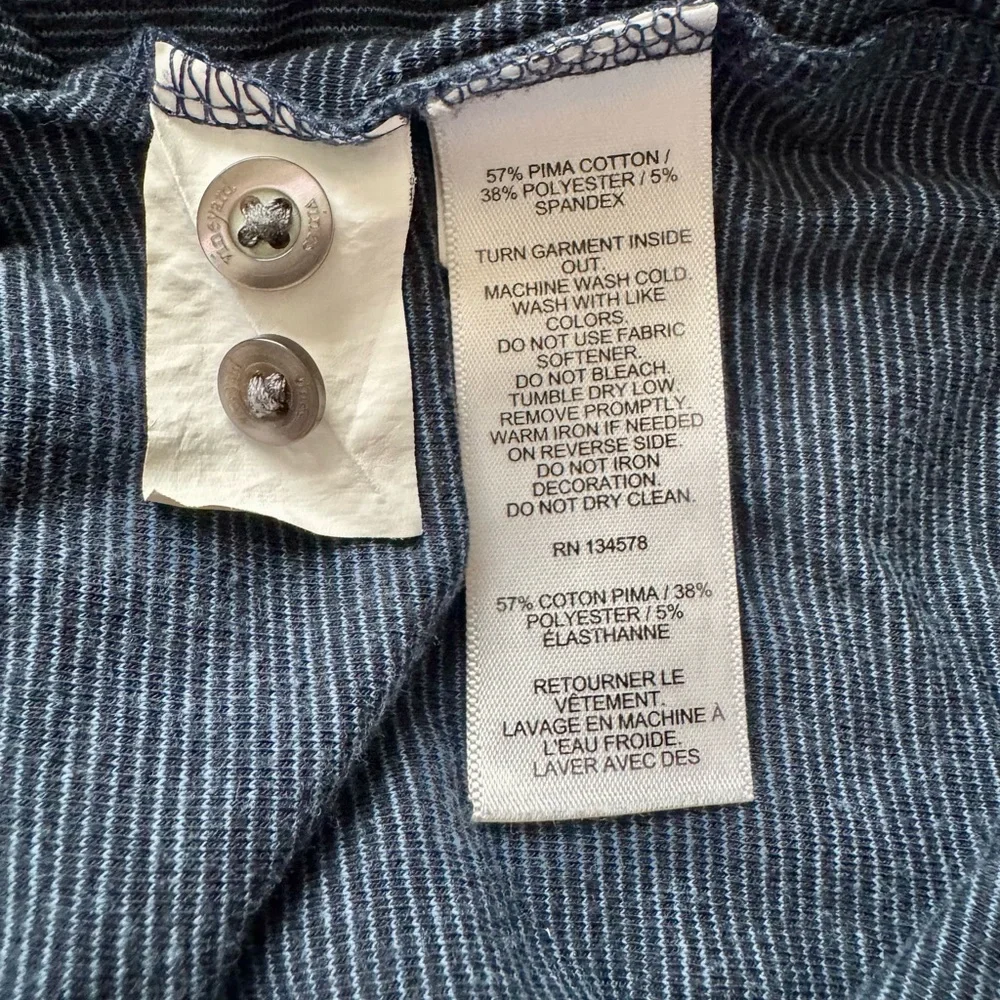 vineyard vines
57% PIMA COTTON /
38% POLYESTER / 5%
SPANDEX
TURN GARMENT INSIDE
OUT.
MACHINE WASH COLD.
WASH WITH LIKE
COLORS.
DO NOT USE FABRIC
SOFTENER.
DO NOT BLEACH.
TUMBLE DRY LOW.
REMOVE PROMPTLY.
WARM IRON IF NEEDED
ON REVERSE SIDE.
DO NOT IRON
DECORATION.
DO NOT DRY CLEAN.
RN 134578
57% COTON PIMA / 38%
POLYESTER / 5%
ÉLASTHANNE
RETOURNER LE
VÊTEMENT.
LAVAGE EN MACHINE À
L'EAU FROIDE.
LAVER AVEC DES